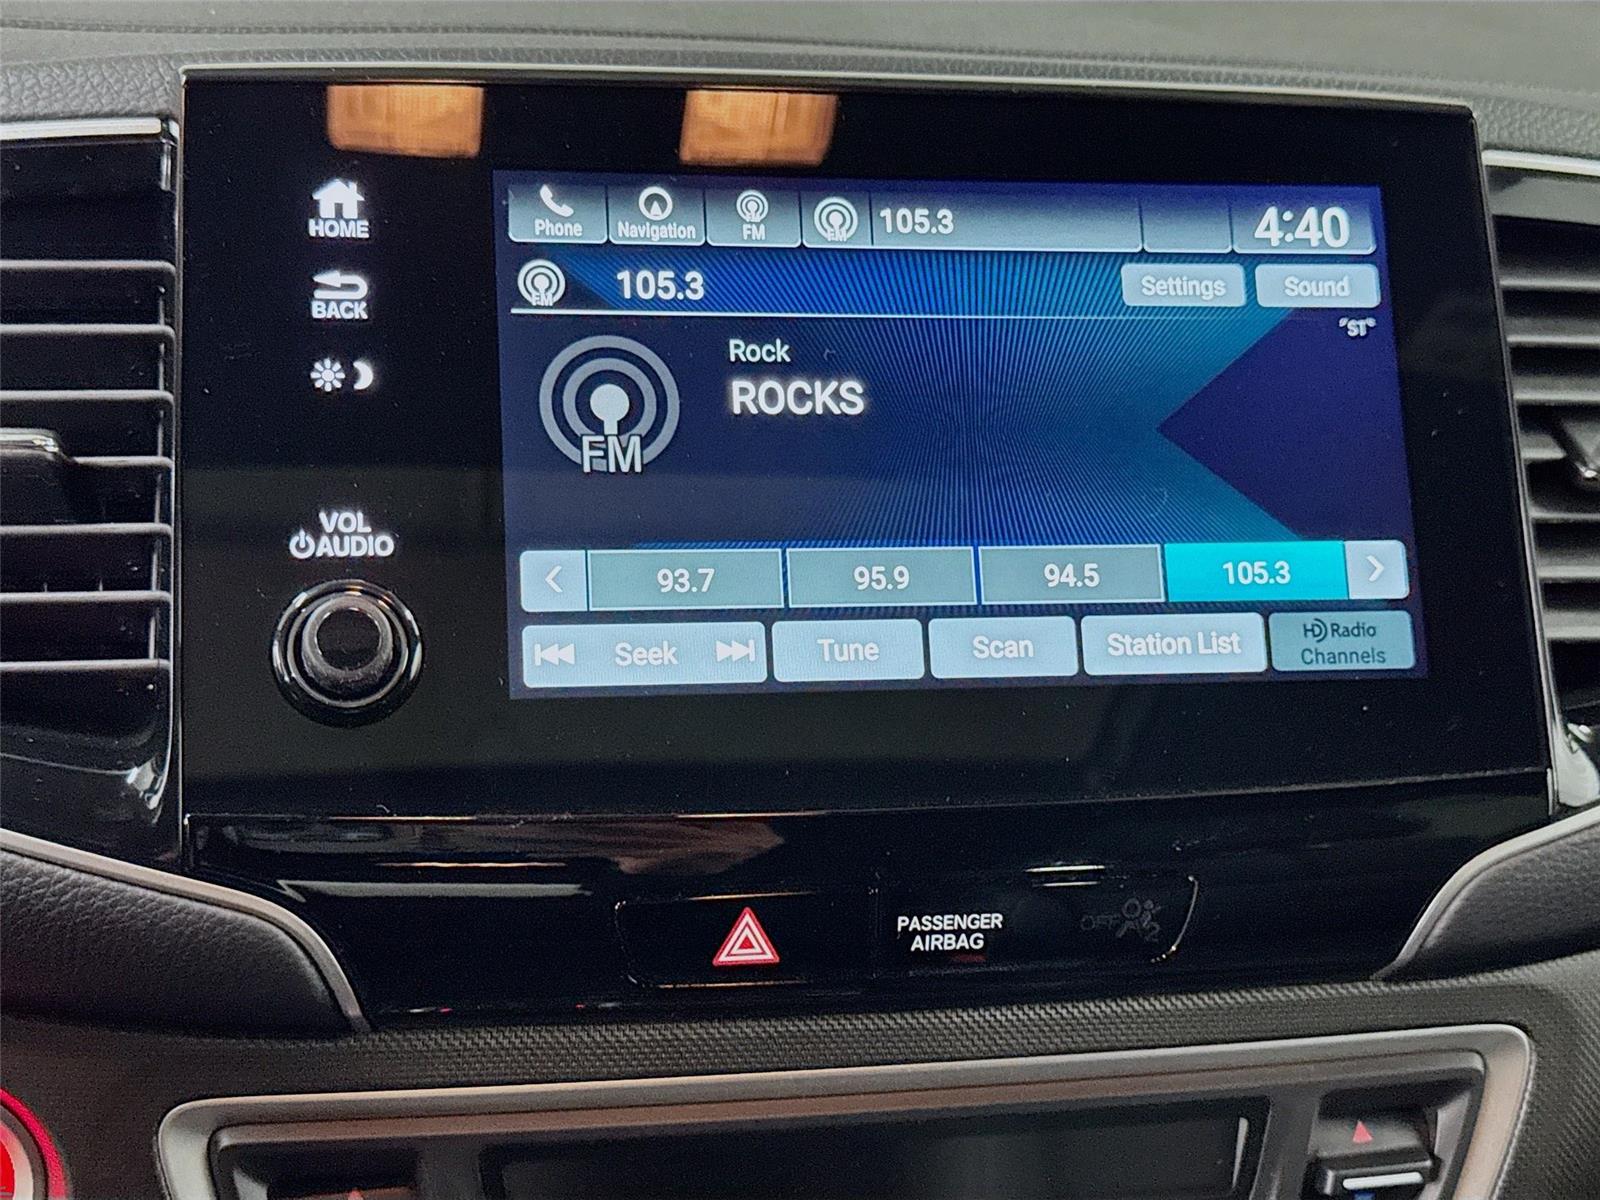 HOME
BACK
VOL
AUDIO
Phone
Navigation
FM
FM
105.3
4:40
FM
105.3
Settings
Sound
"ST"
Rock
ROCKS
FM
93.7
95.9
94.5
105.3
Seek
Tune
Scan
Station List
HD Radio
Channels
PASSENGER
AIRBAG
OFF
2